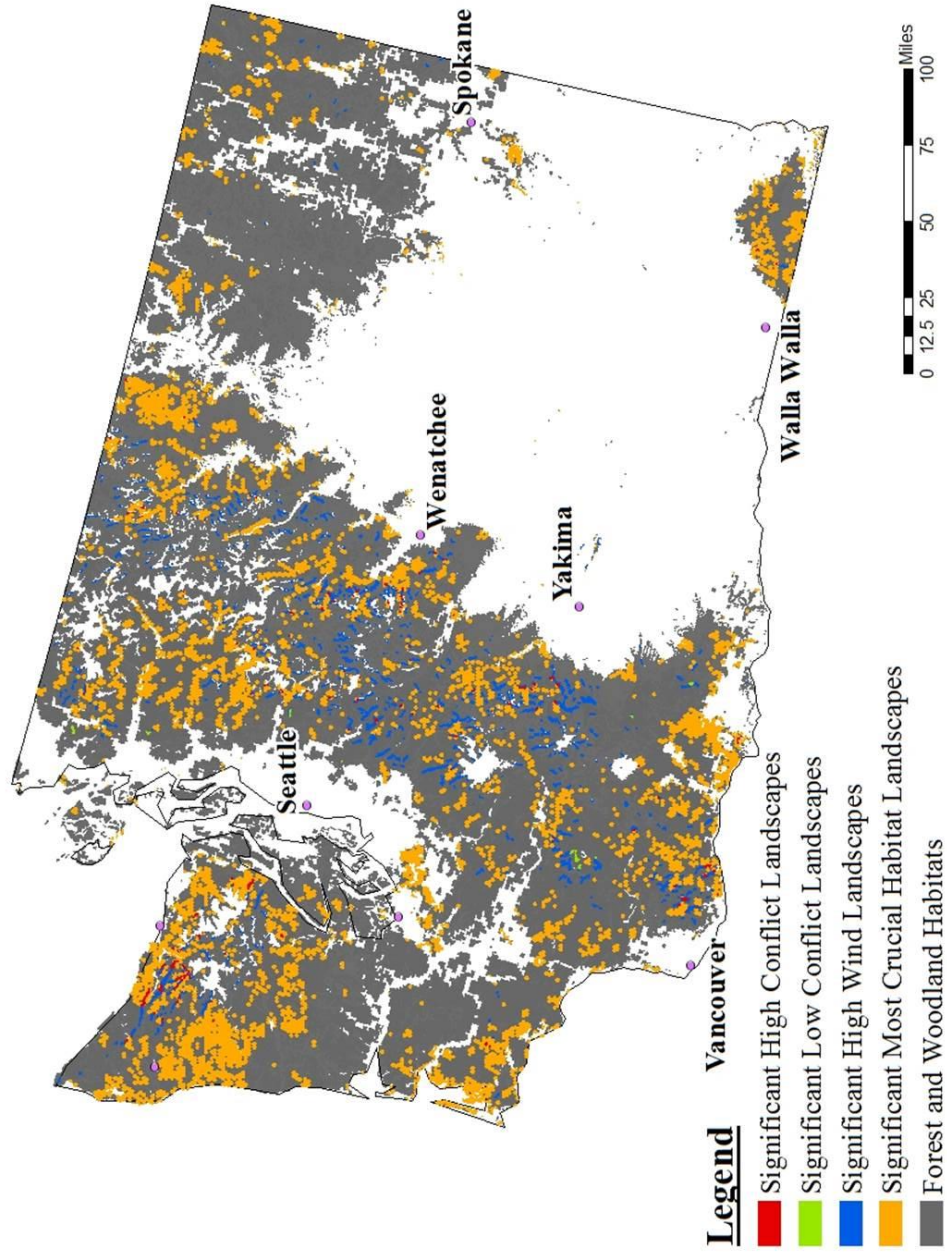 Spokane
Wenatchee
Seattle
Yakima
Walla Walla
Vancouver
Legend
Significant High Conflict Landscapes
Significant Low Conflict Landscapes
Significant High Wind Landscapes
Significant Most Crucial Habitat Landscapes
Forest and Woodland Habitats
Miles
0 12.5 25 50 75 100